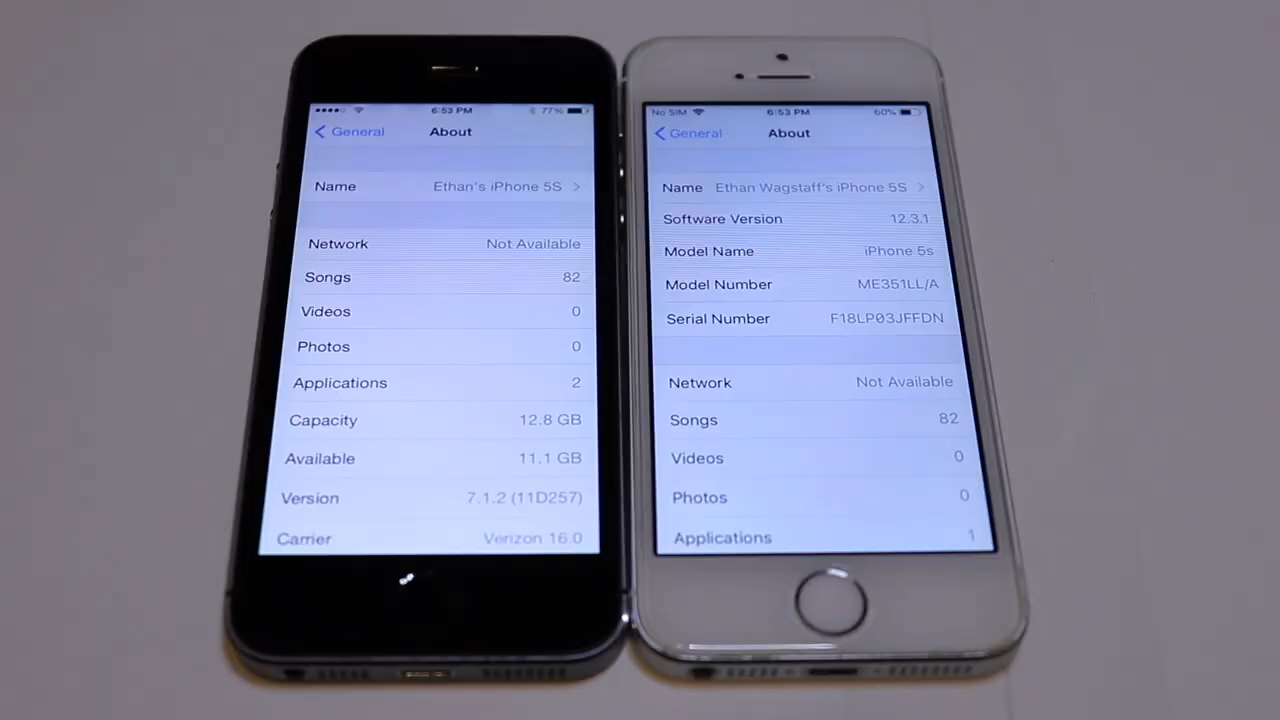 6:53 PM 77%
General About
Name Ethan's iPhone 5S
Network Not Available
Songs 82
Videos 0
Photos 0
Applications 2
Capacity 12.8 GB
Available 11.1 GB
Version 7.1.2 (11D257)
Carrier Verizon 16.0
No SIM 6:53 PM 60%
General About
Name Ethan Wagstaff's iPhone 5S
Software Version 12.3.1
Model Name iPhone 5s
Model Number ME351LL/A
Serial Number F18LP03JFFDN
Network Not Available
Songs 82
Videos 0
Photos 0
Applications 1